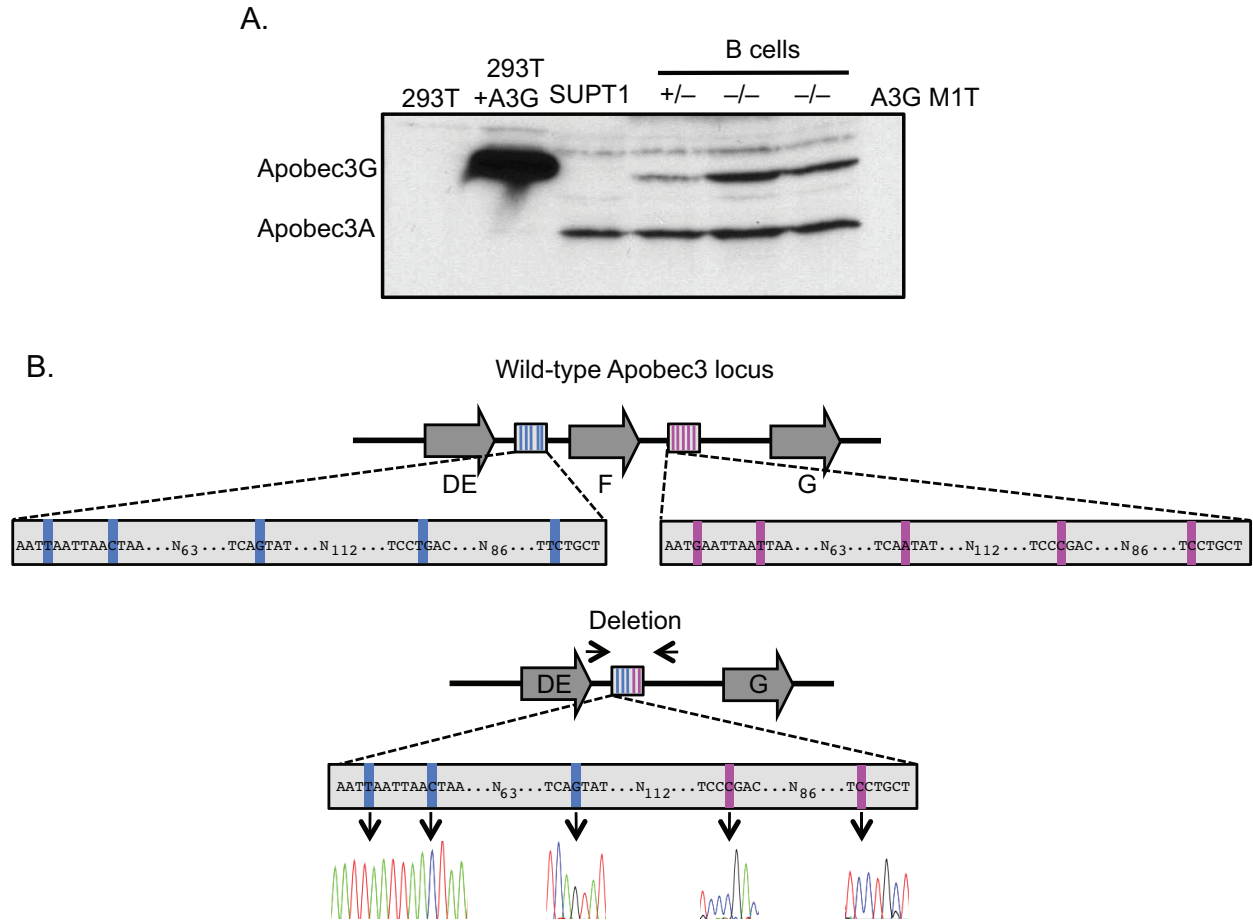 A.
B cells
293T
293T
+A3G
SUPT1
+/–
–/–
–/–
A3G M1T
Apobec3G
Apobec3A
B.
Wild-type Apobec3 locus
DE
F
G
AATTAATTAACTAA...N63...TCAGTAT...N112...TCCTGAC...N86...TTCTGCT
AATGAATTAATTAA...N63...TCAATAT...N112...TCCCGAC...N86...TCCTGCT
Deletion
DE
G
AATTAATTAACTAA...N63...TCAGTAT...N112...TCCCGAC...N86...TCCTGCT